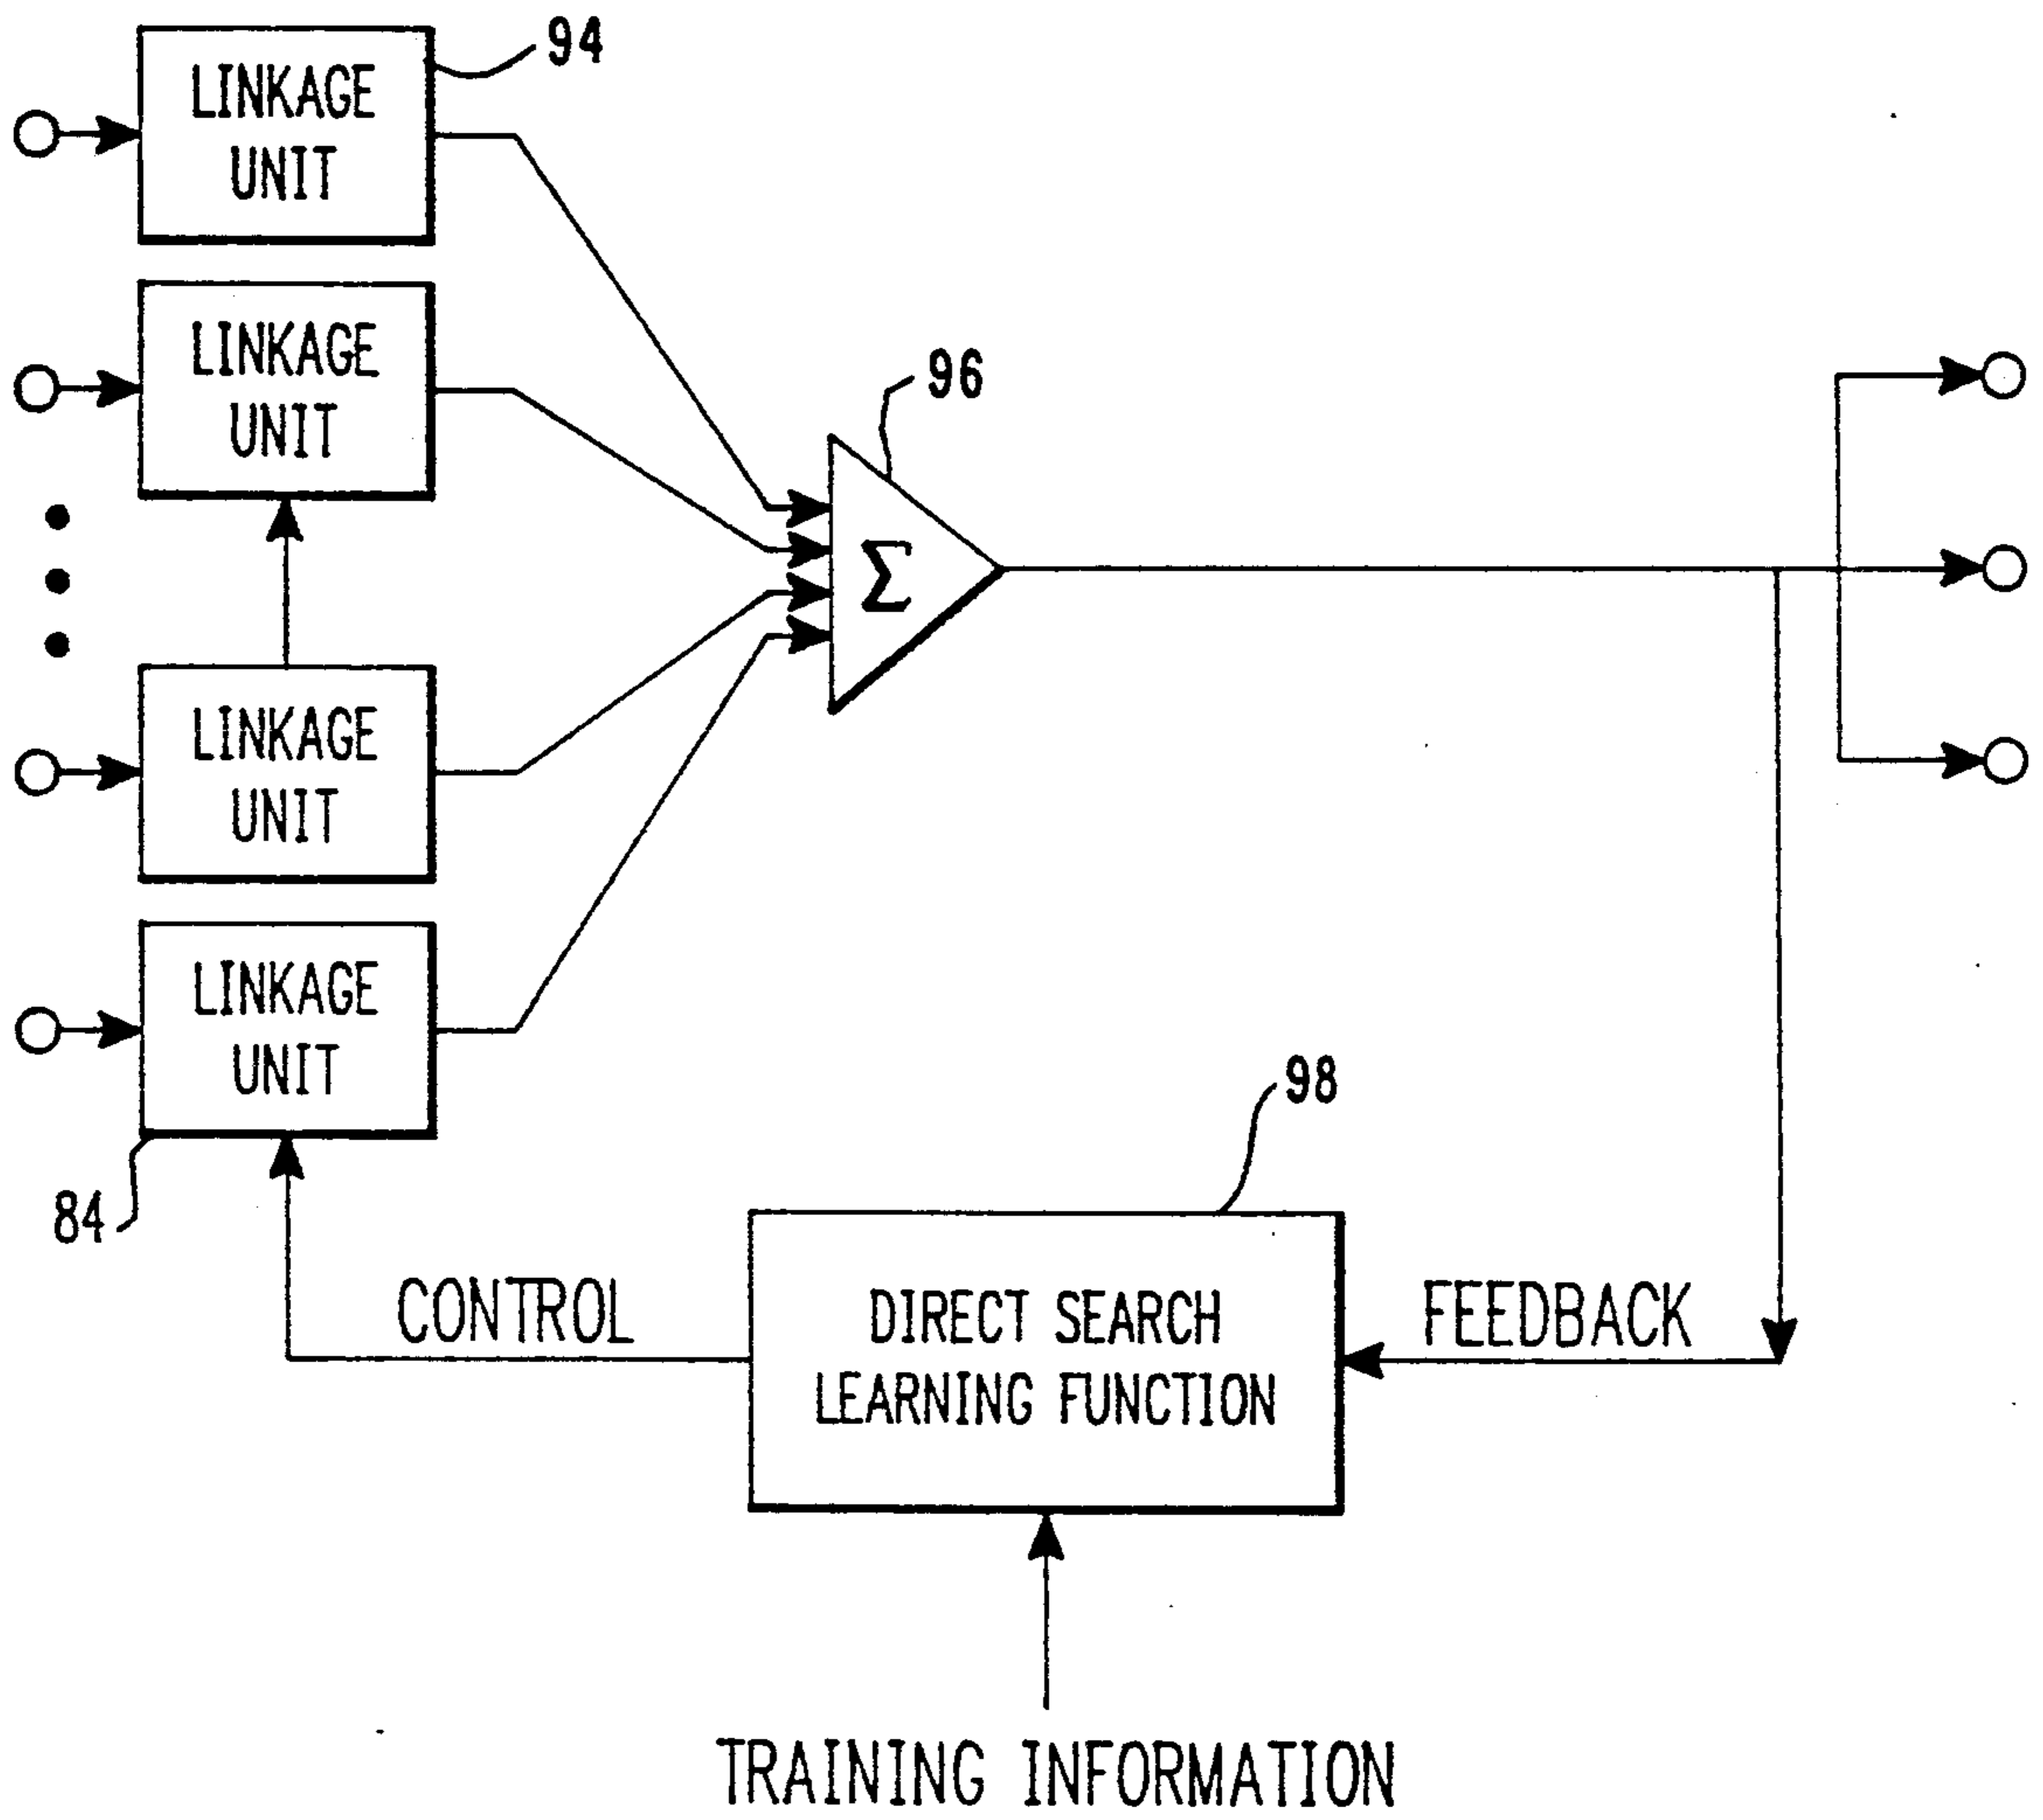 94
LINKAGE
UNIT
LINKAGE
UNIT
96
Σ
LINKAGE
UNIT
LINKAGE
UNIT
84
98
CONTROL
DIRECT SEARCH
LEARNING FUNCTION
FEEDBACK
TRAINING INFORMATION